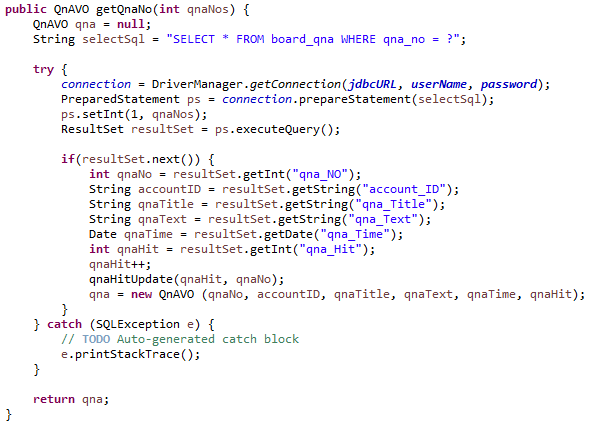 public QnAVO getQnaNo(int qnaNos) {
    QnAVO qna = null;
    String selectSql = "SELECT * FROM board_qna WHERE qna_no = ?";

    try {
        connection = DriverManager.getConnection(jdbcURL, userName, password);
        PreparedStatement ps = connection.prepareStatement(selectSql);
        ps.setInt(1, qnaNos);
        ResultSet resultSet = ps.executeQuery();

        if(resultSet.next()) {
            int qnaNo = resultSet.getInt("qna_NO");
            String accountID = resultSet.getString("account_ID");
            String qnaTitle = resultSet.getString("qna_Title");
            String qnaText = resultSet.getString("qna_Text");
            Date qnaTime = resultSet.getDate("qna_Time");
            int qnaHit = resultSet.getInt("qna_Hit");
            qnaHit++;
            qnaHitUpdate(qnaHit, qnaNo);
            qna = new QnAVO (qnaNo, accountID, qnaTitle, qnaText, qnaTime, qnaHit);
        }
    } catch (SQLException e) {
        // TODO Auto-generated catch block
        e.printStackTrace();
    }

    return qna;
}